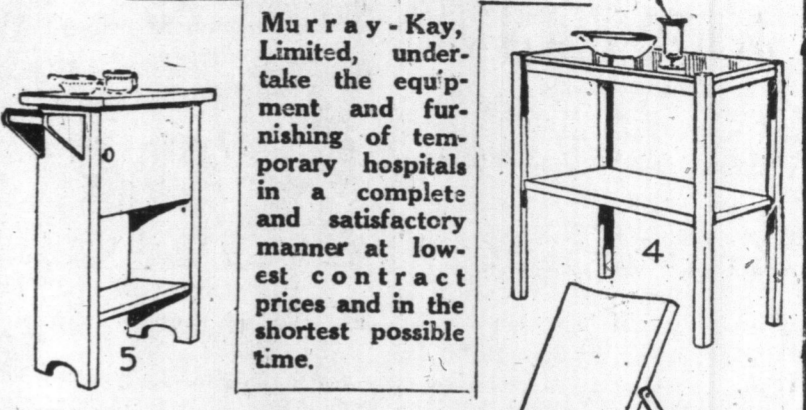 Murray-Kay,
Limited, under-
take the equip-
ment and fur-
nishing of tem-
porary hospitals
in a complete
and satisfactory
manner at low-
est contract
prices and in the
shortest possible
time.
4
5